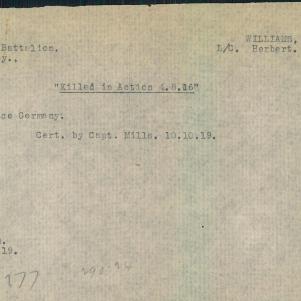 WILLIAMS,
Battalion,
L/C. Herbert.
y.,
"Killed in Action 4.8.16"
ce Germany.
Cert. by Capt. Mills. 10.10.19.
.
19.
277